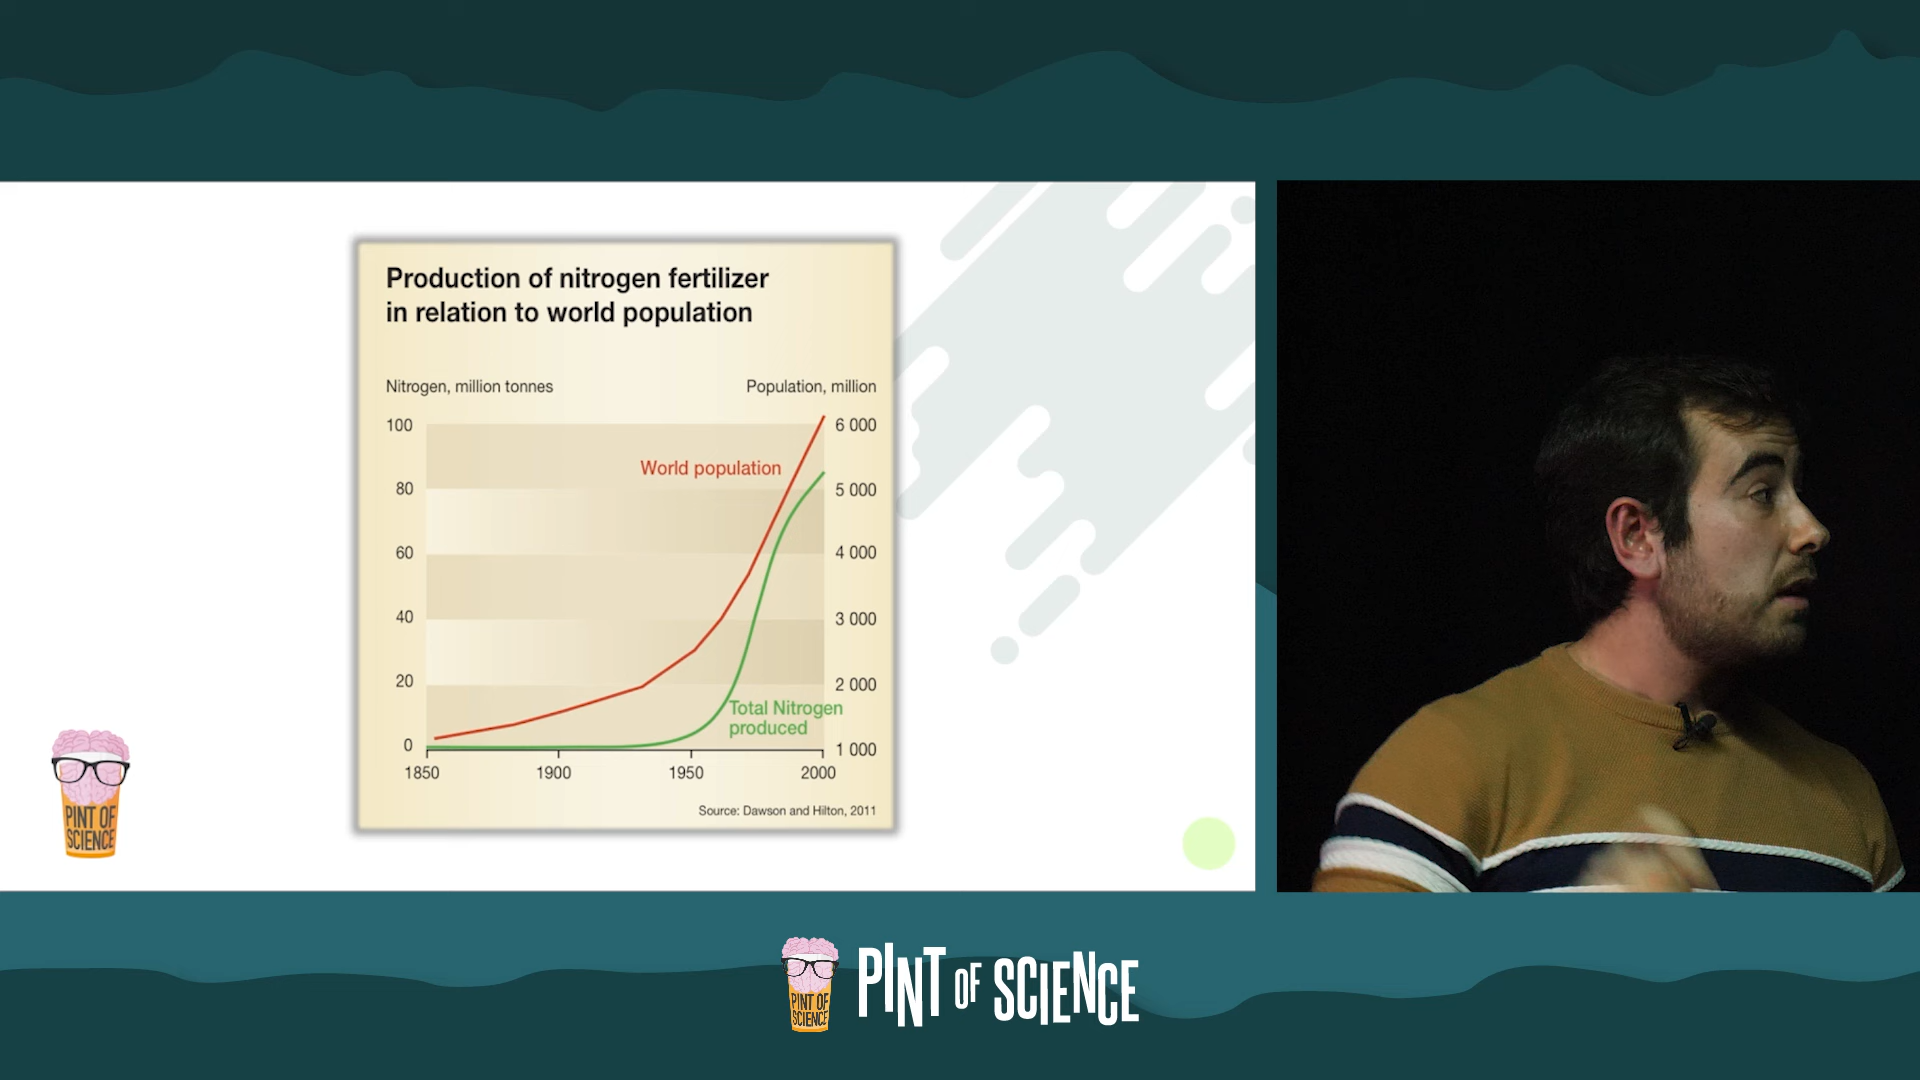 Production of nitrogen fertilizer
in relation to world population
Nitrogen, million tonnes
Population, million
100
80
60
40
20
0
6 000
5 000
4 000
3 000
2 000
1 000
World population
Total Nitrogen
produced
1850
1900
1950
2000
Source: Dawson and Hilton, 2011
PINT OF
SCIENCE
PINT OF
SCIENCE
PINT OF SCIENCE